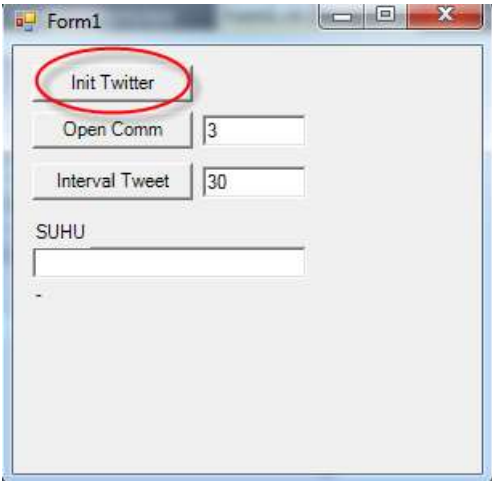 Form1
Init Twitter
Open Comm 3
Interval Tweet 30
SUHU
-